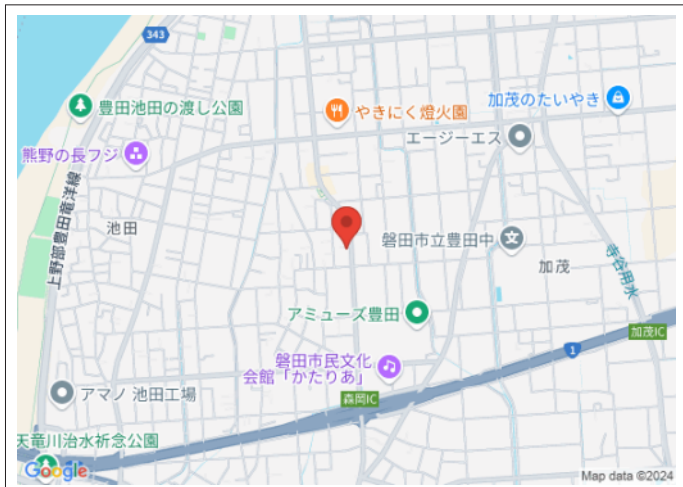 343
豊田池田の渡し公園
やきにく燈火園
加茂のたいやき
エージーエス
熊野の長フジ
上野部豊田竜洋線
池田
磐田市立豊田中
文
加茂
寺谷用水
アミューズ豊田
加茂IC
1
磐田市民文化
会館「かたりあ」
アマノ 池田工場
森岡IC
天竜川治水祈念公園
Google
Map data ©2024